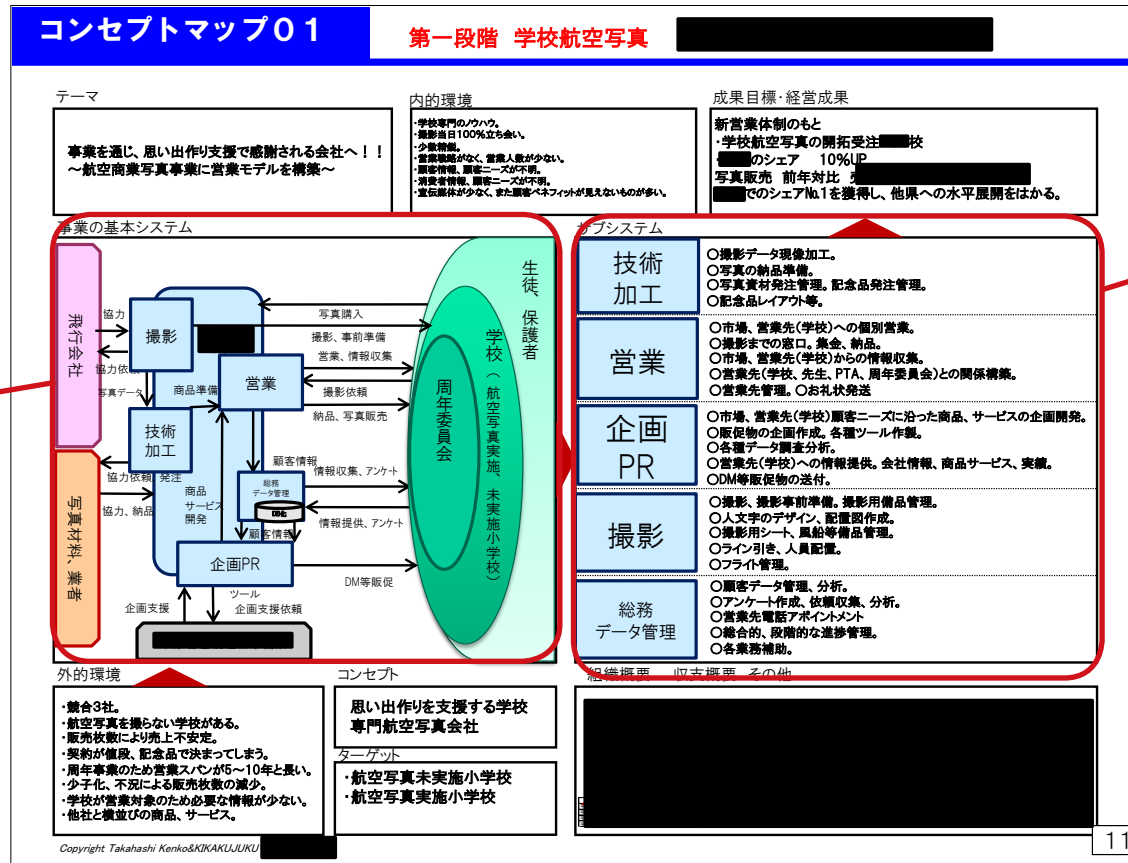 コンセプトマップ０１
第一段階 学校航空写真
テーマ
事業を通じ、思い出作り支援で感謝される会社へ！！
～航空商業写真事業に営業モデルを構築～
内的環境
・学校専門のノウハウ。
・撮影当日100％立ち会い。
・少数精鋭。
・営業戦略がなく、営業人数が少ない。
・顧客情報、顧客ニーズが不明。
・消費者情報、顧客ニーズが不明。
・宣伝媒体が少なく、また顧客ベネフィットが見えないものが多い。
成果目標・経営成果
新営業体制のもと
・学校航空写真の開拓受注 校
・ のシェア 10％UP
写真販売 前年対比
でのシェア№1を獲得し、他県への水平展開をはかる。
事業の基本システム
飛行会社
写真材料、業者
協力
協力依頼
撮影
写真データ
商品準備
営業
技術
加工
協力依頼 発注
協力、納品
商品
サービス
開発
総務
データ管理
顧客情報
顧客情報
企画PR
企画支援
ツール
企画支援依頼
写真購入
撮影、事前準備
営業、情報収集
撮影依頼
納品、写真販売
情報収集、アンケート
情報提供、アンケート
DM等販促
周年委員会
学校（航空写真実施、未実施小学校）
生徒、保護者
サブシステム
技術
加工
○撮影データ現像加工。
○写真の納品準備。
○写真資材発注管理。記念品発注管理。
○記念品レイアウト等。
営業
○市場、営業先(学校)への個別営業。
○撮影までの窓口。集金、納品。
○市場、営業先(学校)からの情報収集。
○営業先(学校、先生、PTA、周年委員会)との関係構築。
○営業先管理。○お礼状発送
企画
PR
○市場、営業先(学校)顧客ニーズに沿った商品、サービスの企画開発。
○販促物の企画作成。各種ツール作製。
○各種データ調査分析。
○営業先(学校)への情報提供。会社情報、商品サービス、実績。
○DM等販促物の送付。
撮影
○撮影、撮影事前準備。撮影用備品管理。
○人文字のデザイン、配置図作成。
○撮影用シート、風船等備品管理。
○ライン引き、人員配置。
○フライト管理。
総務
データ管理
○顧客データ管理、分析。
○アンケート作成、依頼収集、分析。
○営業先電話アポイントメント
○総合的、段階的な進捗管理。
○各業務補助。
外的環境
・競合3社。
・航空写真を撮らない学校がある。
・販売枚数により売上不安定。
・契約が値段、記念品で決まってしまう。
・周年事業のため営業スパンが5～10年と長い。
・少子化、不況による販売枚数の減少。
・学校が営業対象のため必要な情報が少ない。
・他社と横並びの商品、サービス。
コンセプト
思い出作りを支援する学校
専門航空写真会社
ターゲット
・航空写真未実施小学校
・航空写真実施小学校
組織概要 収支概要 その他
Copyright Takahashi Kenko&KIKAKUJUKU
11